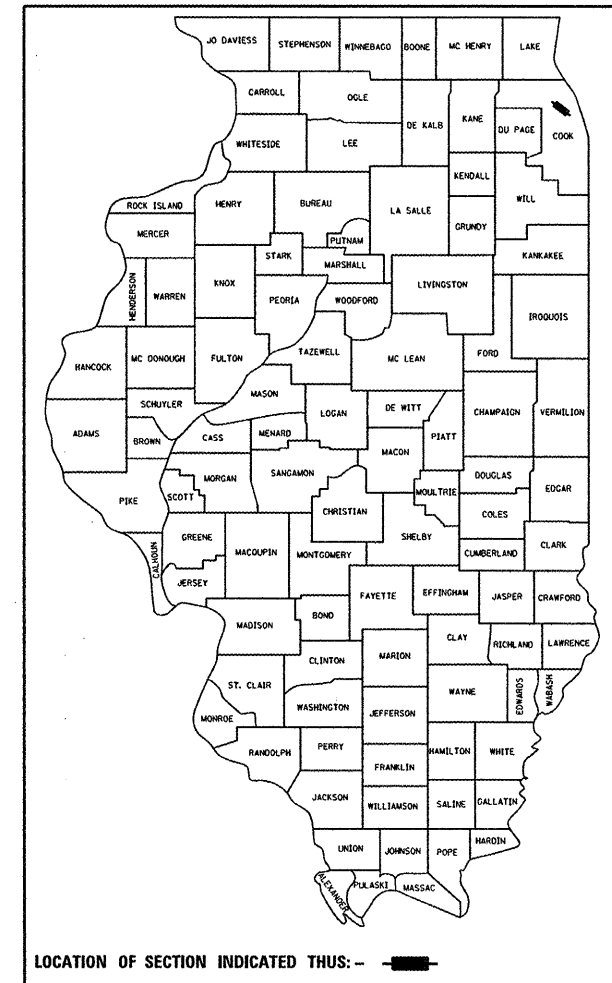 JO DAVIESS
STEPHENSON
WINNEBAGO
BOONE
MC HENRY
LAKE
CARROLL
OGLE
DE KALB
KANE
DU PAGE
COOK
WHITESIDE
LEE
KENDALL
WILL
ROCK ISLAND
HENRY
BUREAU
LA SALLE
GRUNDY
MERCER
PUTNAM
STARK
MARSHALL
KANKAKEE
HENDERSON
WARREN
KNOX
PEORIA
WOODFORD
LIVINGSTON
IROQUOIS
HANCOCK
MC DONOUGH
FULTON
TAZEWELL
MC LEAN
FORD
SCHUYLER
MASON
LOGAN
DE WITT
CHAMPAIGN
VERMILION
ADAMS
BROWN
CASS
MENARD
MACON
PIATT
PIKE
SCOTT
MORGAN
SANGAMON
CHRISTIAN
MOULTRIE
DOUGLAS
EDGAR
COLES
CALHOUN
GREENE
MACOUPIN
MONTGOMERY
SHELBY
CUMBERLAND
CLARK
JERSEY
FAYETTE
EFFINGHAM
JASPER
CRAWFORD
MADISON
BOND
CLAY
RICHLAND
LAWRENCE
CLINTON
MARION
ST. CLAIR
WAYNE
EDWARDS
WABASH
WASHINGTON
JEFFERSON
MONROE
RANDOLPH
PERRY
HAMILTON
WHITE
FRANKLIN
JACKSON
WILLIAMSON
SALINE
GALLATIN
UNION
JOHNSON
POPE
HARDIN
ALEXANDER
PULASKI
MASSAC
LOCATION OF SECTION INDICATED THUS: -